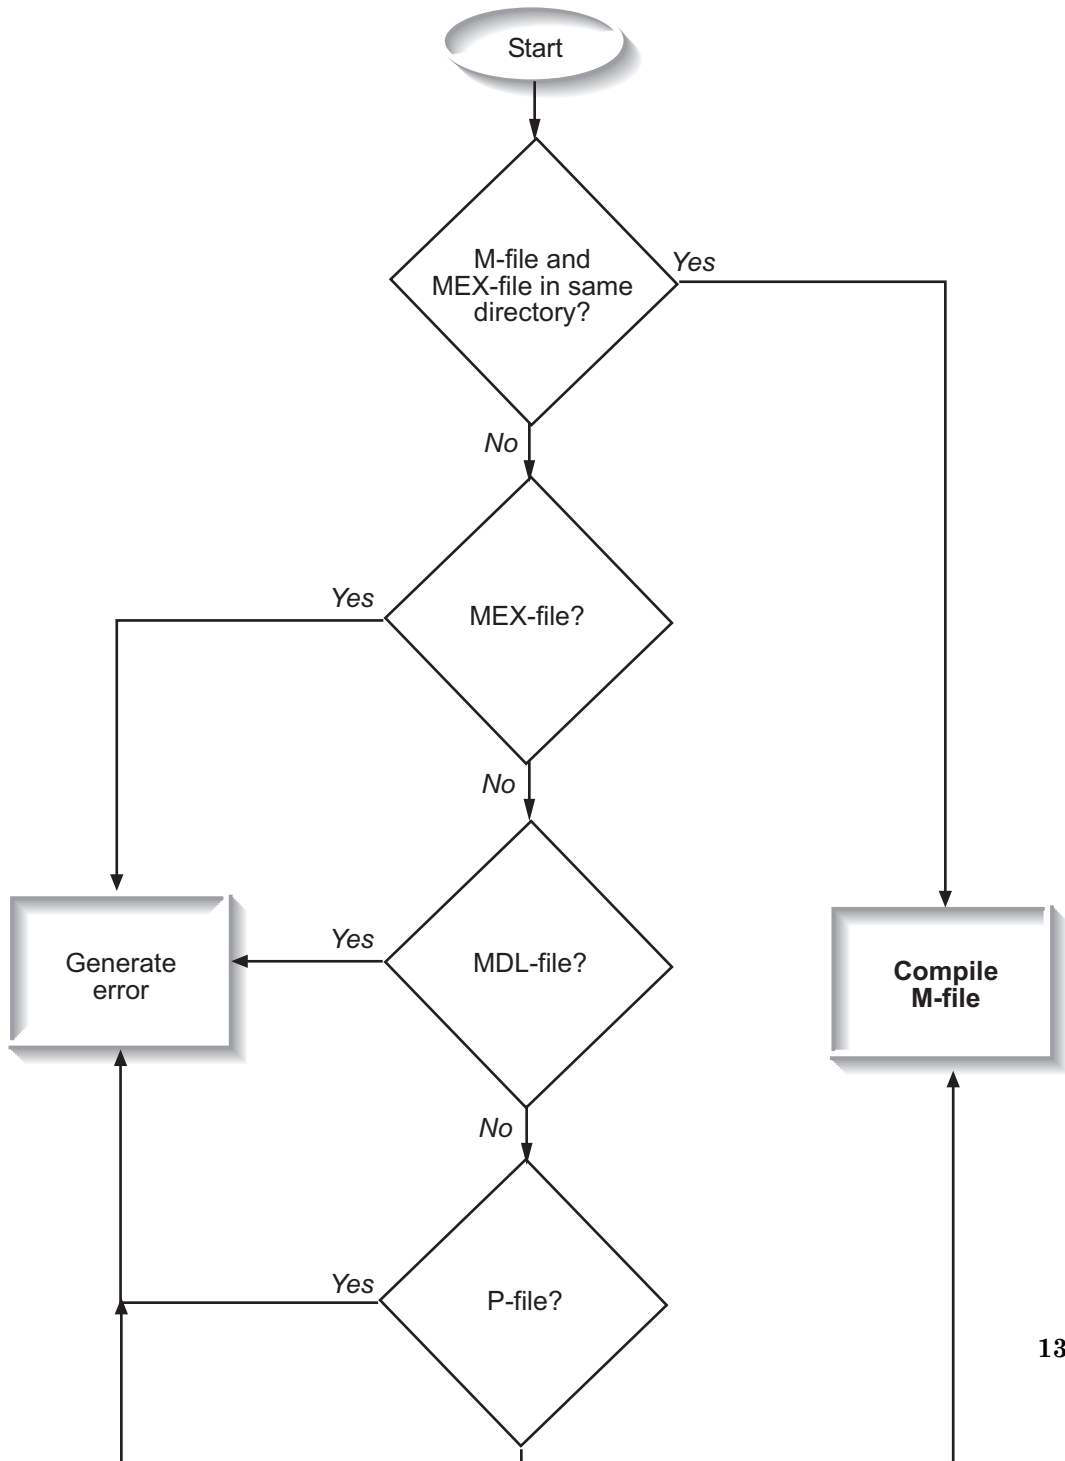 Start
M-file and
MEX-file in same
directory?
Yes
No
MEX-file?
Yes
No
MDL-file?
Yes
Generate
error
Compile
M-file
No
P-file?
Yes
13